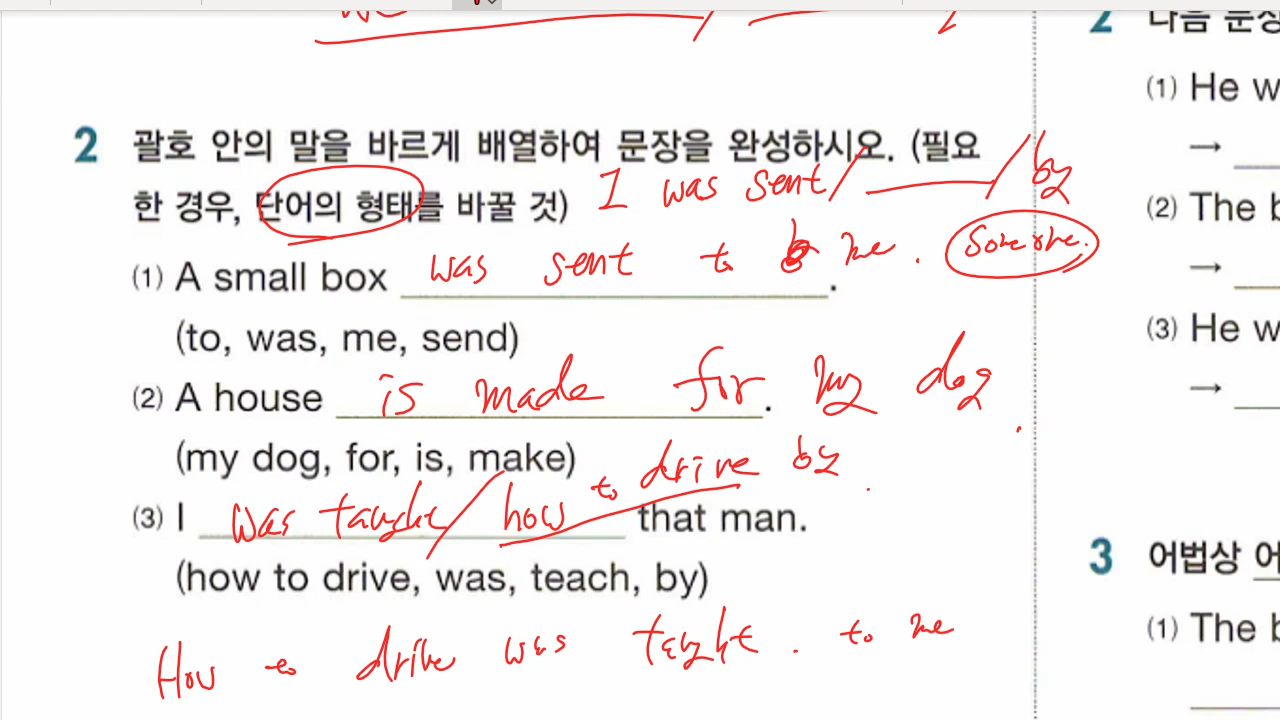 2 괄호 안의 말을 바르게 배열하여 문장을 완성하시오. (필요
한 경우, 단어의 형태를 바꿀 것)
I was sent / ____ / by
someone.
(1) A small box was sent to me.
(to, was, me, send)
(2) A house is made for. my dog
(my dog, for, is, make)
to drive by
(3) I was taught / how that man.
(how to drive, was, teach, by)
How to drive was taught. to me
2 다음 문장
(1) He w
→
(2) The b
→
(3) He w
→
3 어법상 어
(1) The b